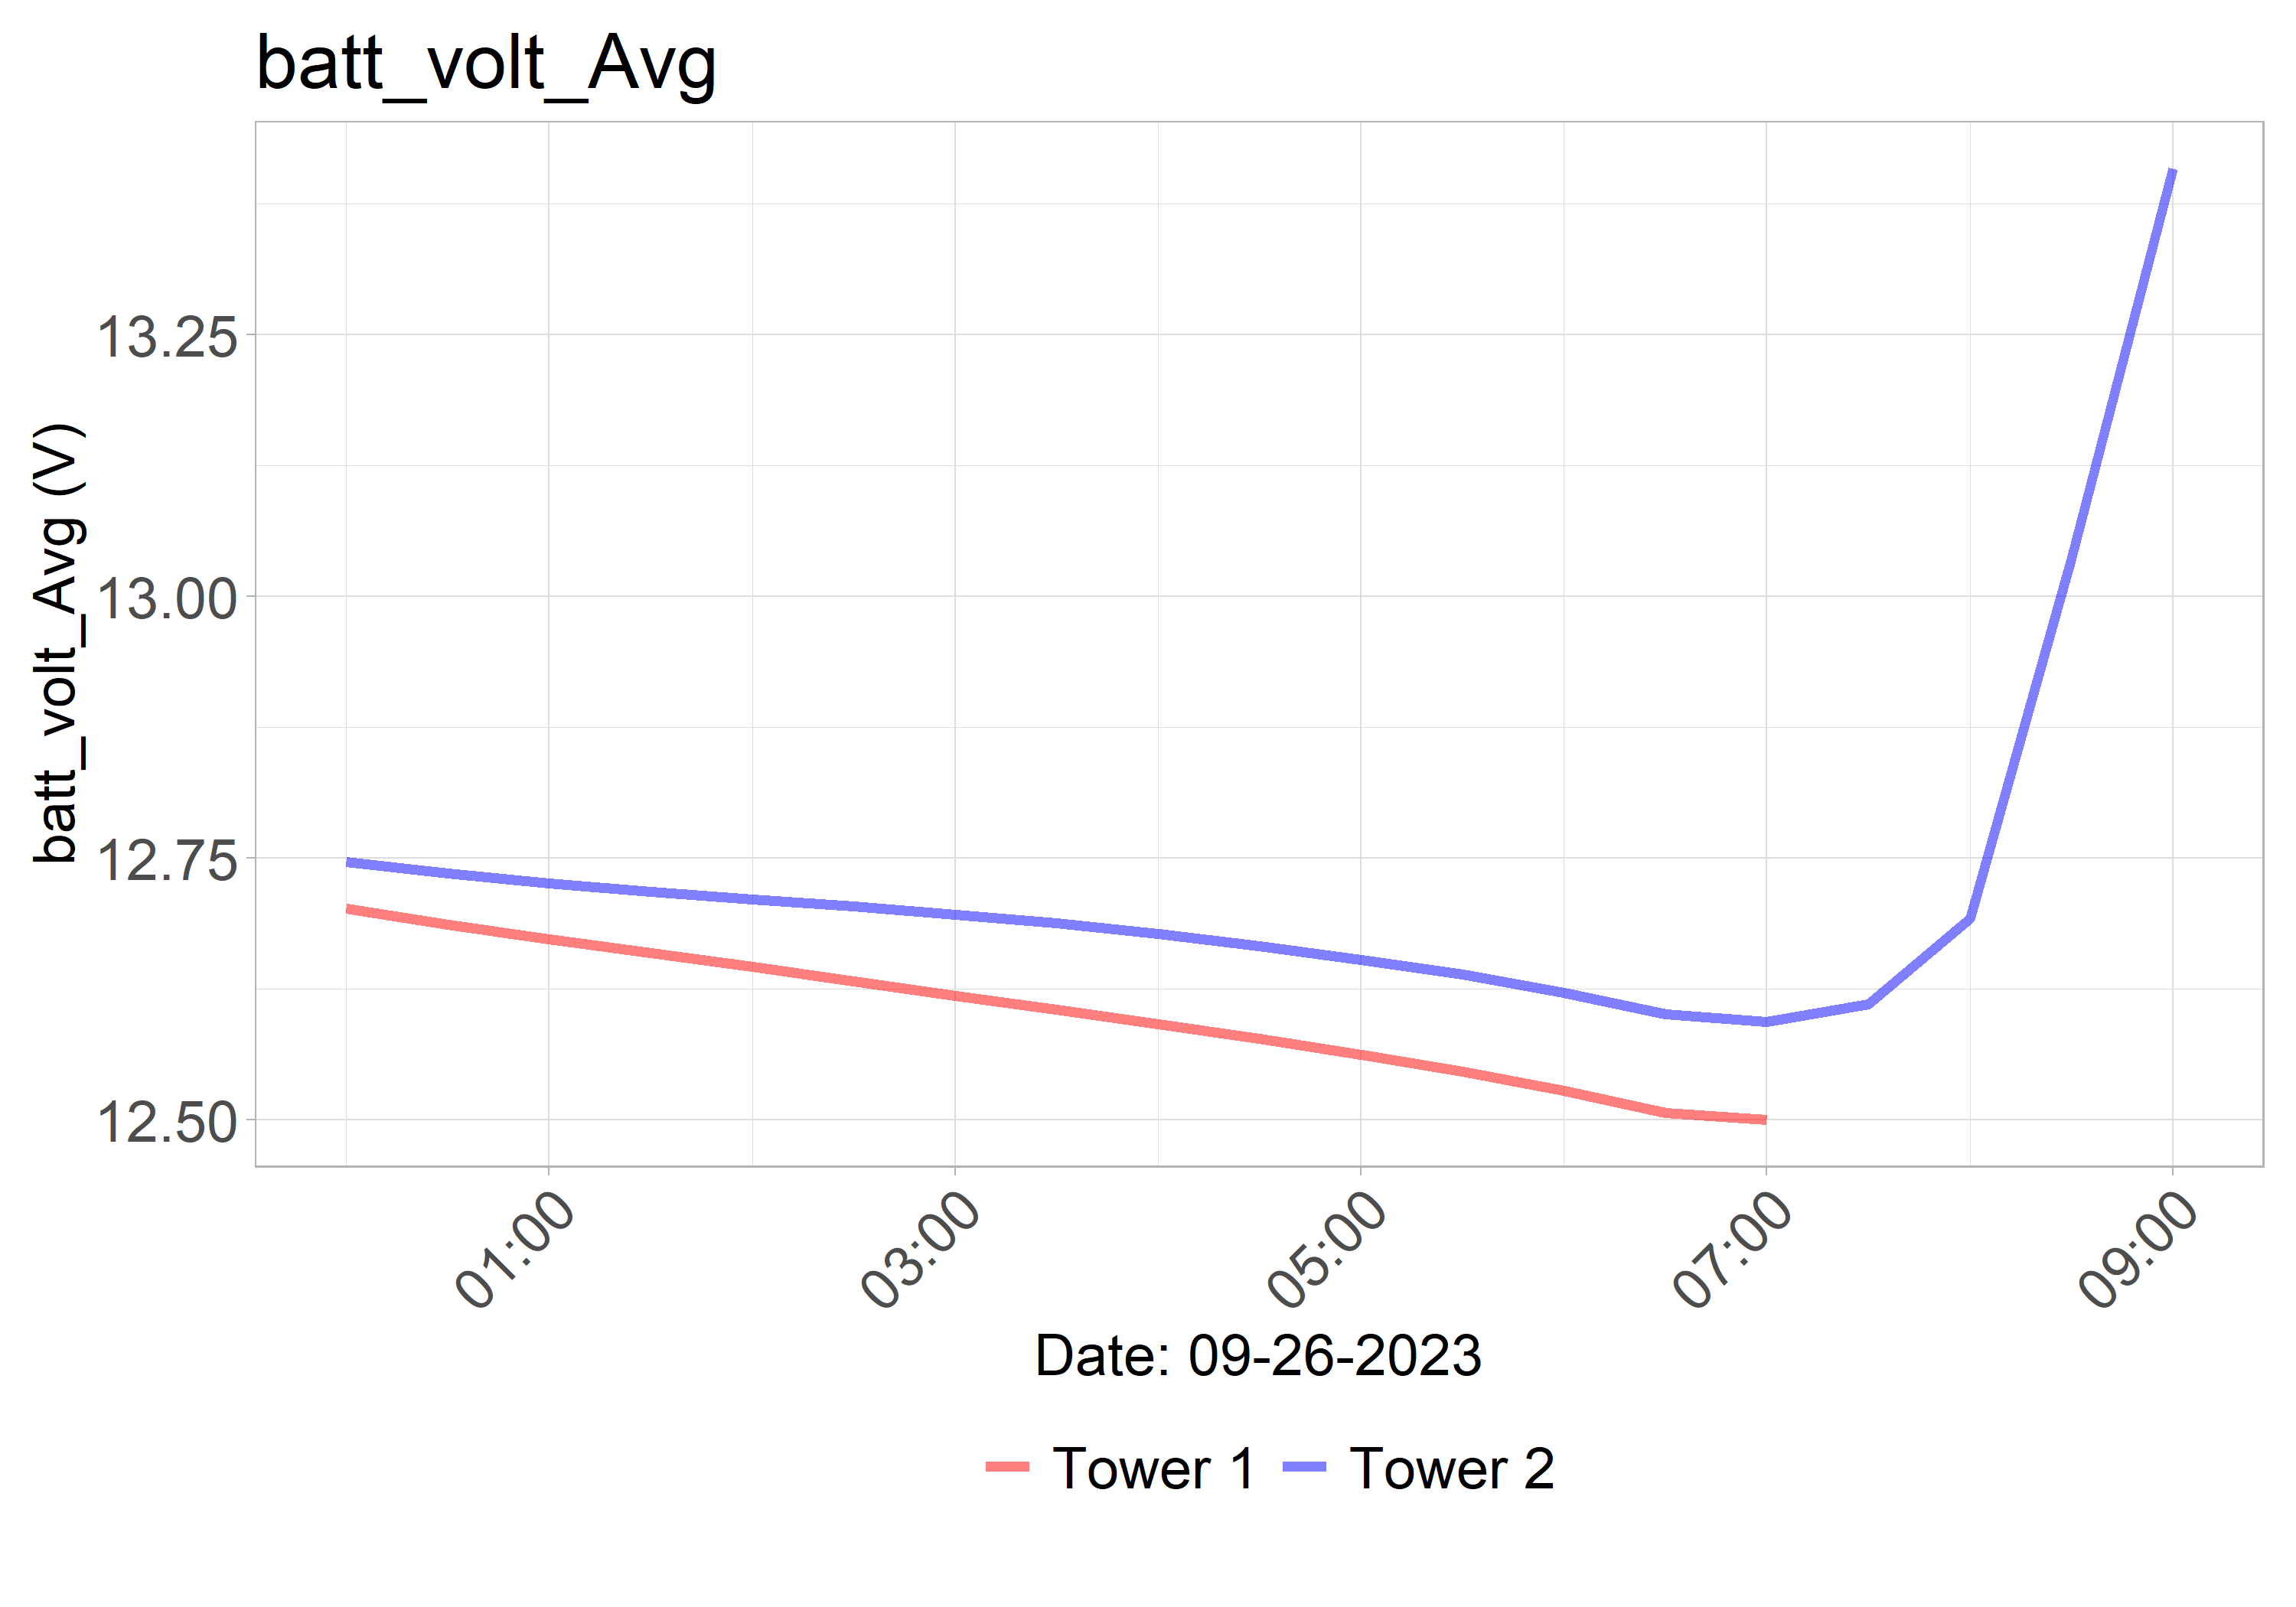 batt_volt_Avg
batt_volt_Avg (V)
13.25
13.00
12.75
12.50
01:00
03:00
05:00
07:00
09:00
Date: 09-26-2023
Tower 1
Tower 2